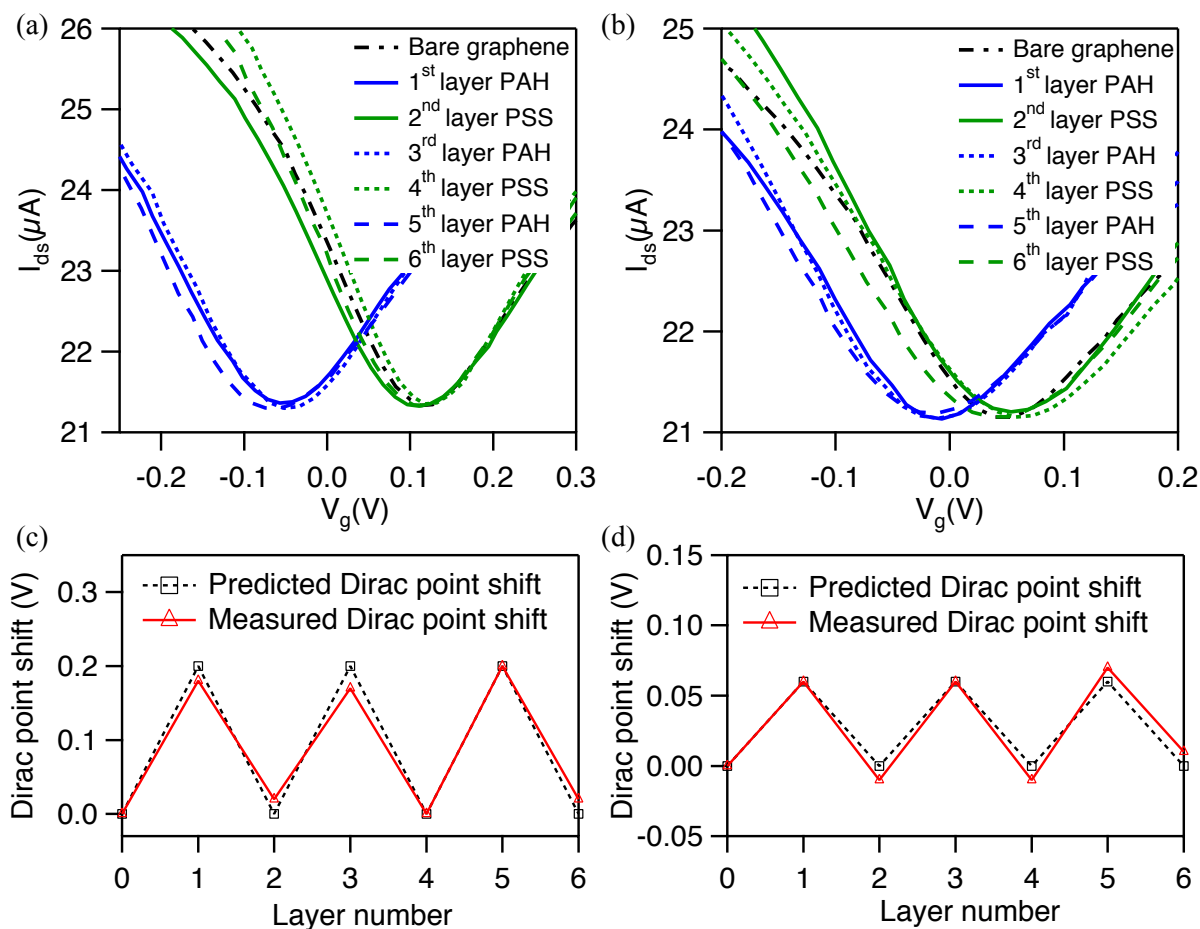 (a)
26
25
24
23
22
21
I_ds(µA)
Bare graphene
1st layer PAH
2nd layer PSS
3rd layer PAH
4th layer PSS
5th layer PAH
6th layer PSS
-0.2 -0.1 0.0 0.1 0.2 0.3
V_g(V)
(b)
25
24
23
22
21
I_ds(µA)
Bare graphene
1st layer PAH
2nd layer PSS
3rd layer PAH
4th layer PSS
5th layer PAH
6th layer PSS
-0.2 -0.1 0.0 0.1 0.2
V_g(V)
(c)
0.3
0.2
0.1
0.0
Dirac point shift (V)
Predicted Dirac point shift
Measured Dirac point shift
0 1 2 3 4 5 6
Layer number
(d)
0.15
0.10
0.05
0.00
-0.05
Dirac point shift (V)
Predicted Dirac point shift
Measured Dirac point shift
0 1 2 3 4 5 6
Layer number